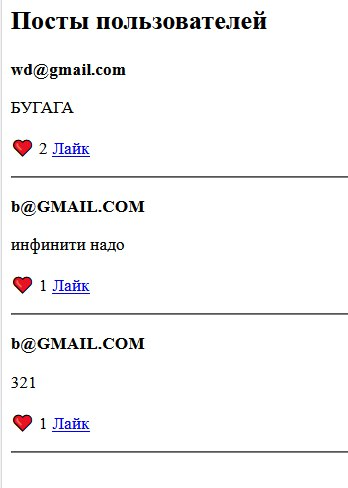 Посты пользователей
wd@gmail.com
БУГАГА
2 Лайк
b@GMAIL.COM
инфинити надо
1 Лайк
b@GMAIL.COM
321
1 Лайк